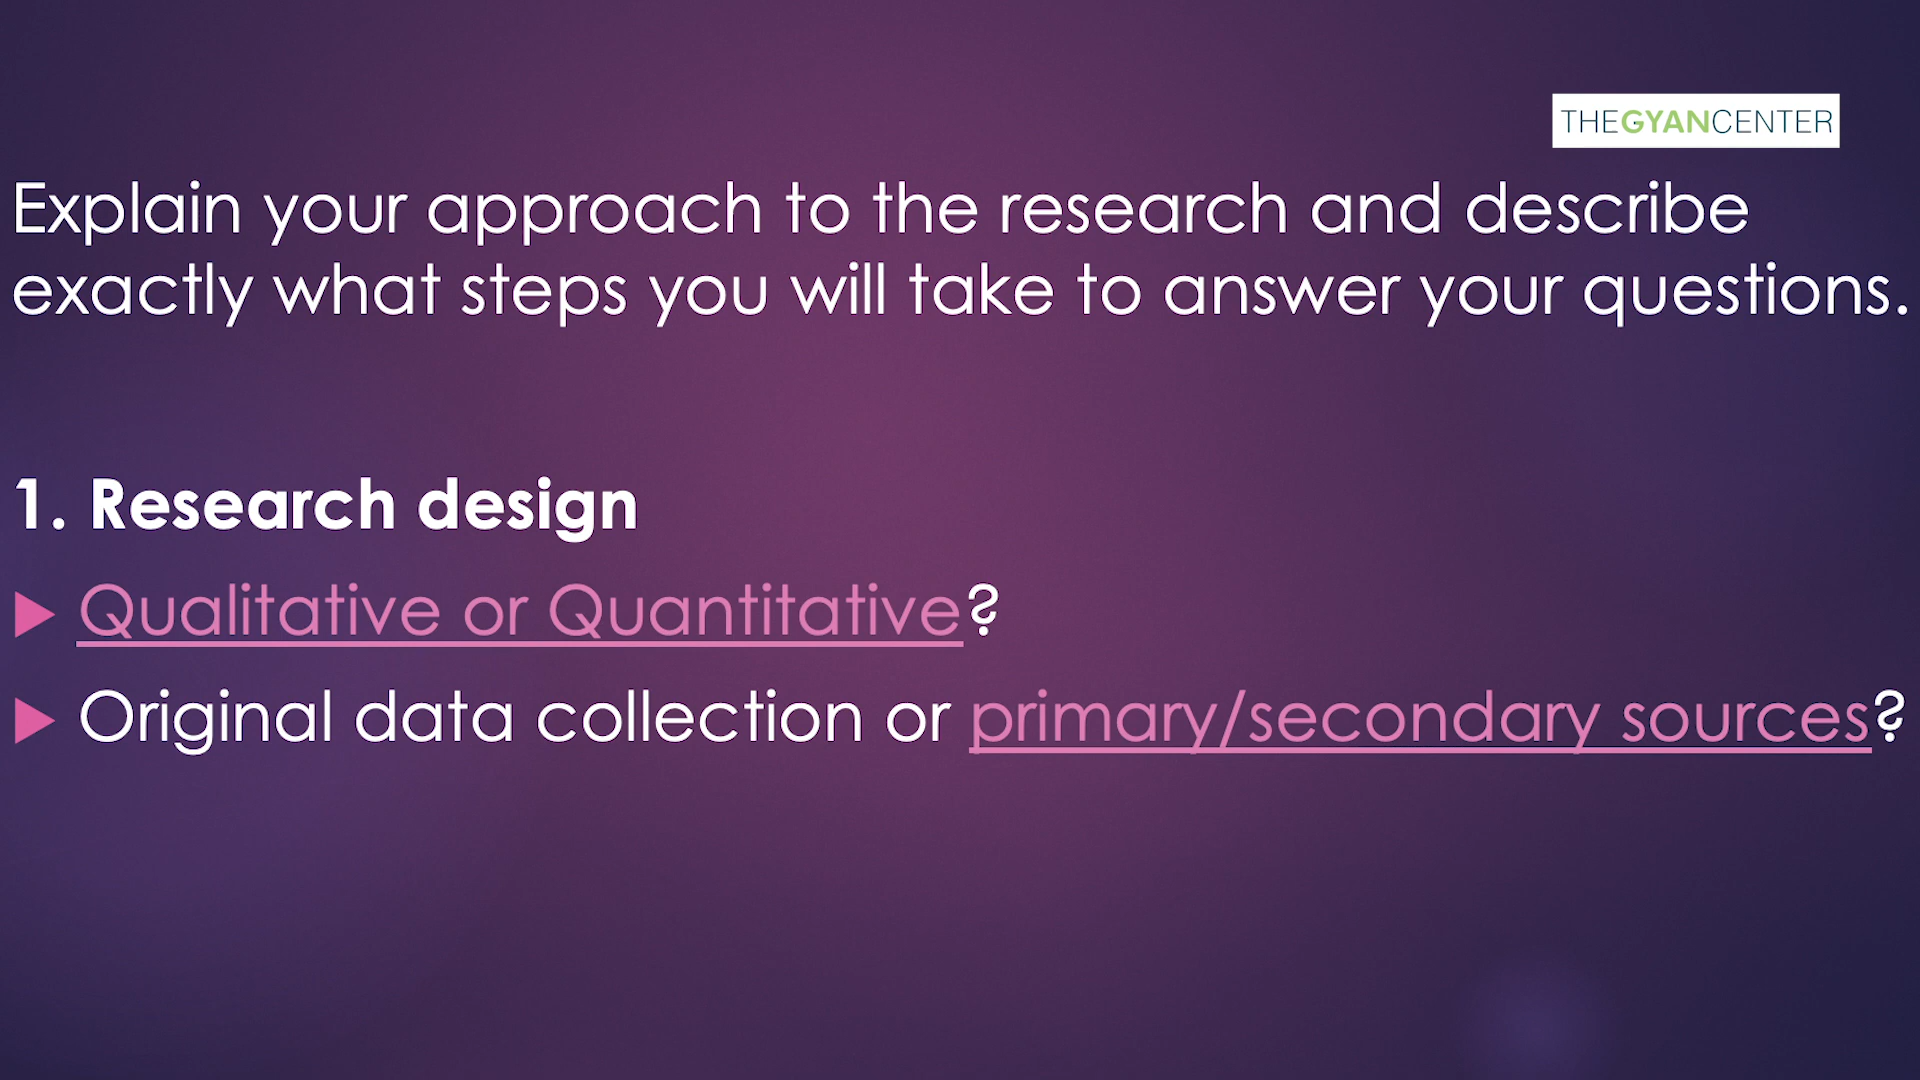 THEGYANCENTER
Explain your approach to the research and describe
exactly what steps you will take to answer your questions.
1. Research design
Qualitative or Quantitative?
Original data collection or primary/secondary sources?